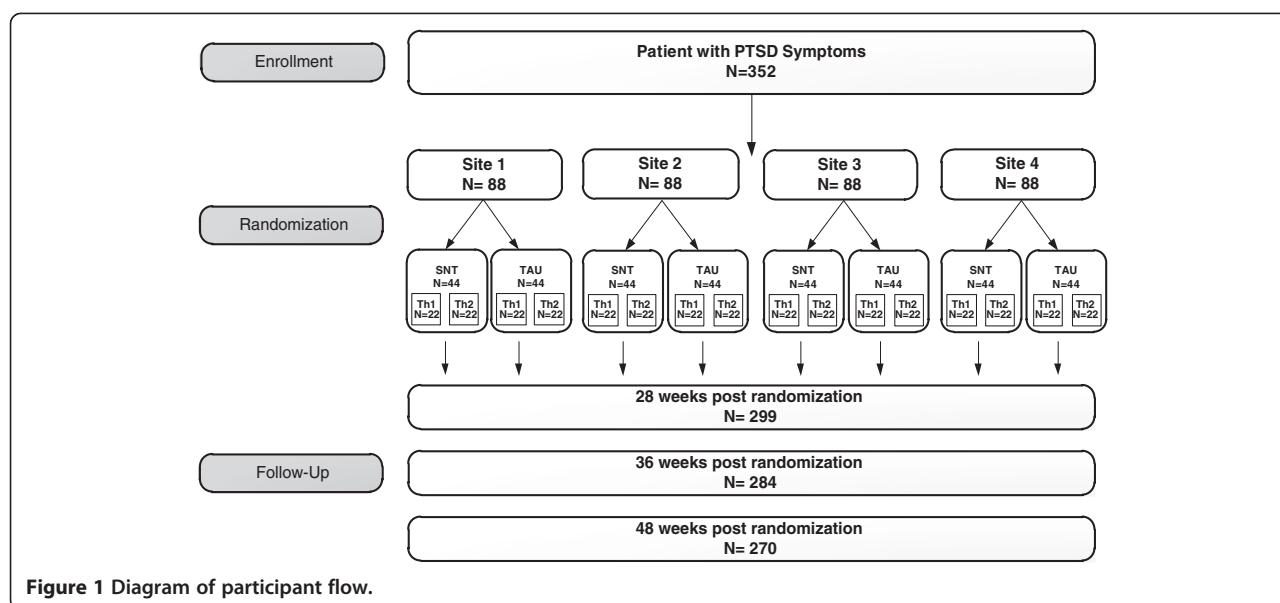 Enrollment
Patient with PTSD Symptoms
N=352
Site 1
N= 88
Site 2
N= 88
Site 3
N= 88
Site 4
N= 88
Randomization
SNT
N=44
Th1
N=22
Th2
N=22
TAU
N=44
Th1
N=22
Th2
N=22
SNT
N=44
Th1
N=22
Th2
N=22
TAU
N=44
Th1
N=22
Th2
N=22
SNT
N=44
Th1
N=22
Th2
N=22
TAU
N=44
Th1
N=22
Th2
N=22
SNT
N=44
Th1
N=22
Th2
N=22
TAU
N=44
Th1
N=22
Th2
N=22
28 weeks post randomization
N= 299
Follow-Up
36 weeks post randomization
N= 284
48 weeks post randomization
N= 270
Figure 1 Diagram of participant flow.